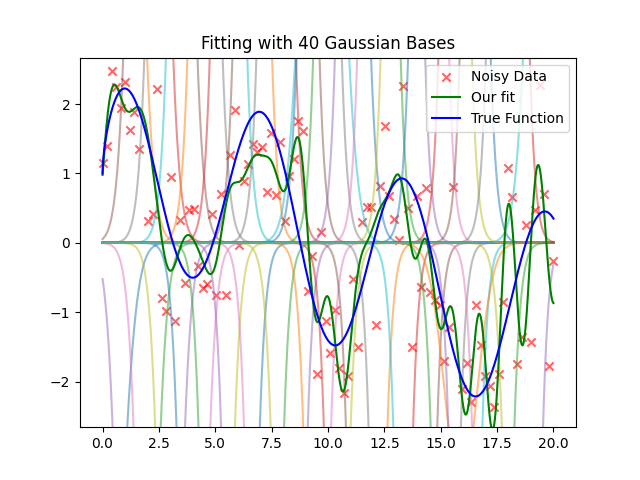 Fitting with 40 Gaussian Bases
Noisy Data
Our fit
True Function
2
1
0
−1
−2
0.0 2.5 5.0 7.5 10.0 12.5 15.0 17.5 20.0